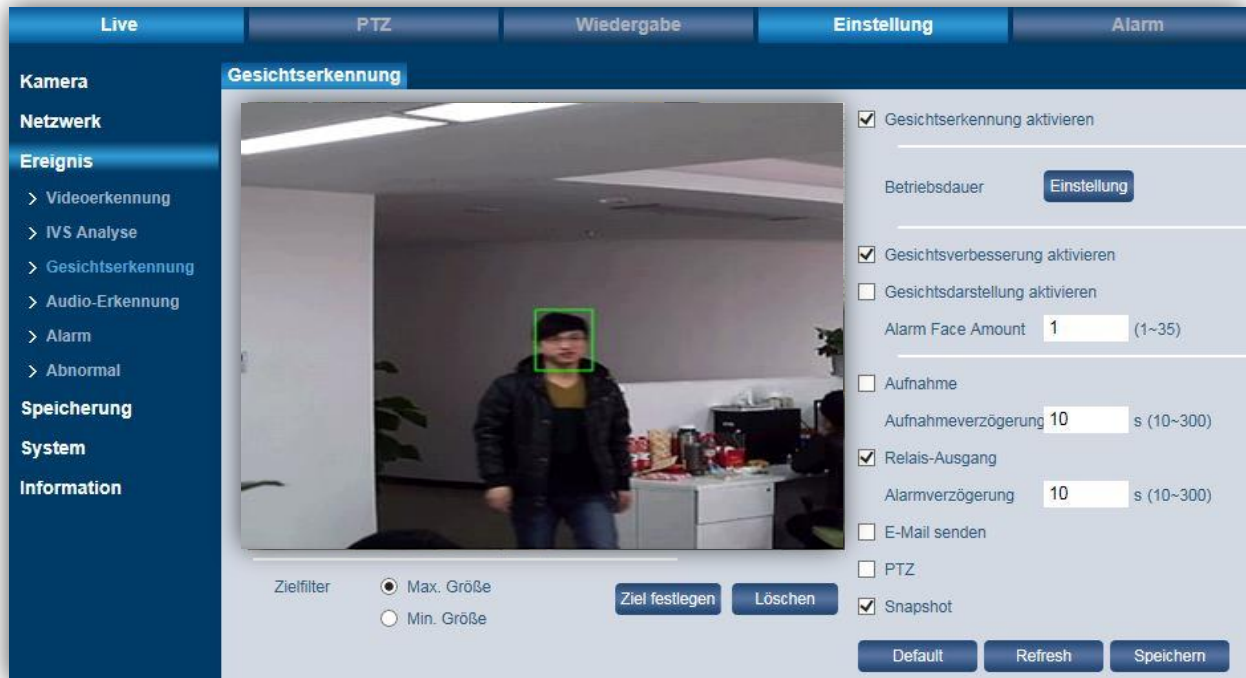 Live PTZ Wiedergabe Einstellung Alarm
Kamera
Netzwerk
Ereignis
> Videoerkennung
> IVS Analyse
> Gesichtserkennung
> Audio-Erkennung
> Alarm
> Abnormal
Speicherung
System
Information
Gesichtserkennung
Gesichtserkennung aktivieren
Betriebsdauer Einstellung
Gesichtsverbesserung aktivieren
Gesichtsdarstellung aktivieren
Alarm Face Amount 1 (1~35)
Aufnahme
Aufnahmeverzögerung 10 s (10~300)
Relais-Ausgang
Alarmverzögerung 10 s (10~300)
E-Mail senden
PTZ
Snapshot
Zielfilter Max. Größe
Min. Größe
Ziel festlegen Löschen
Default Refresh Speichern